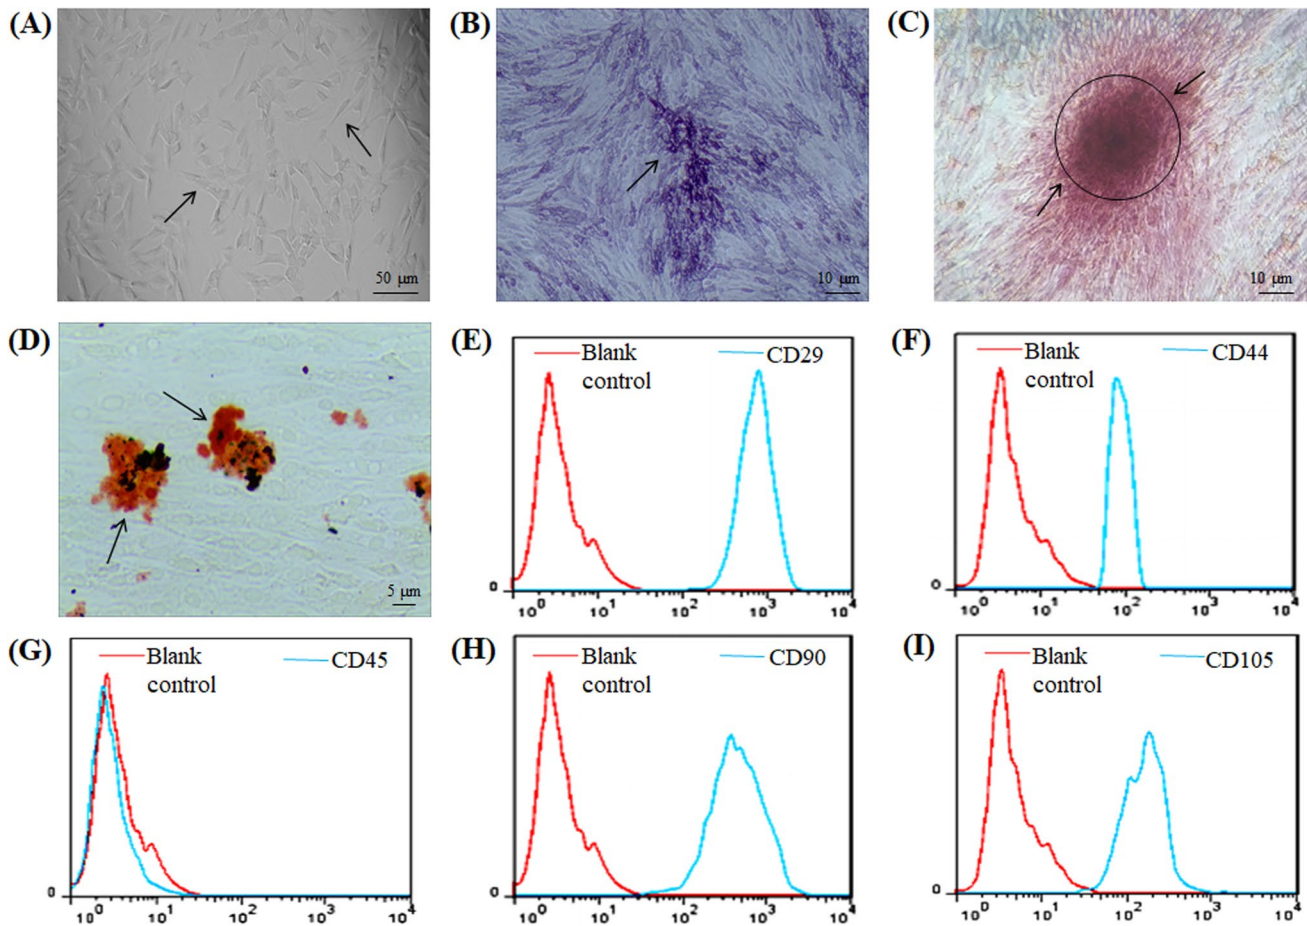 (A)
50 μm
(B)
10 μm
(C)
10 μm
(D)
5 μm
(E)
Blank
control
CD29
0
10⁰ 10¹ 10² 10³ 10⁴
(F)
Blank
control
CD44
0
10⁰ 10¹ 10² 10³ 10⁴
(G)
Blank
control
CD45
0
10⁰ 10¹ 10² 10³ 10⁴
(H)
Blank
control
CD90
0
10⁰ 10¹ 10² 10³ 10⁴
(I)
Blank
control
CD105
0
10⁰ 10¹ 10² 10³ 10⁴